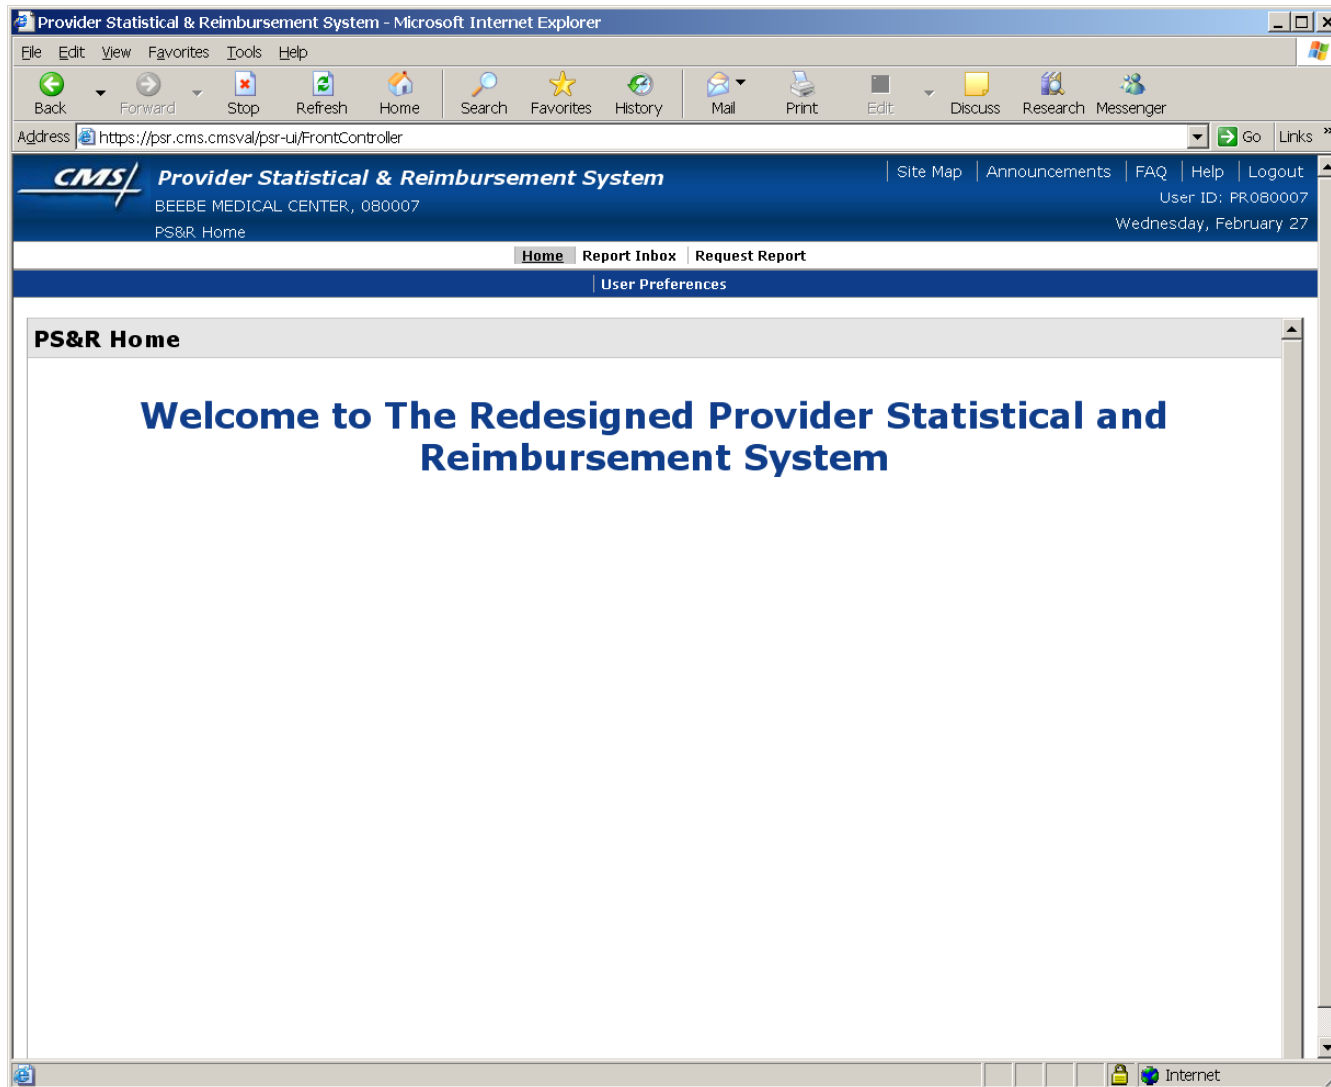 Provider Statistical & Reimbursement System - Microsoft Internet Explorer
File Edit View Favorites Tools Help
Back Forward Stop Refresh Home Search Favorites History Mail Print Edit Discuss Research Messenger
Address https://psr.cms.cmsval/psr-ui/FrontController Go Links »
CMS Provider Statistical & Reimbursement System Site Map Announcements FAQ Help Logout
BEEBE MEDICAL CENTER, 080007 User ID: PR080007
PS&R Home Wednesday, February 27
Home Report Inbox Request Report
User Preferences
PS&R Home
Welcome to The Redesigned Provider Statistical and
Reimbursement System
Internet